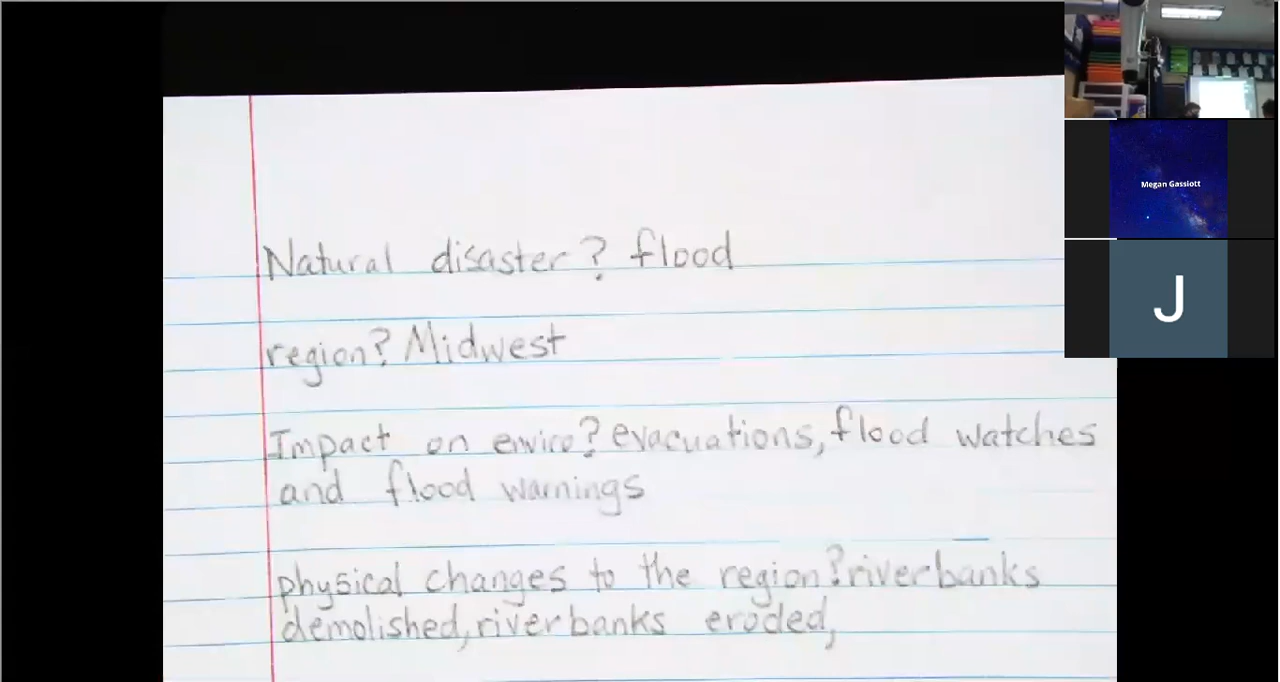 Natural disaster? flood
region? Midwest
Impact on enviro? evacuations, flood watches
and flood warnings
physical changes to the region? riverbanks
demolished, riverbanks eroded,
Megan Gassiott
J